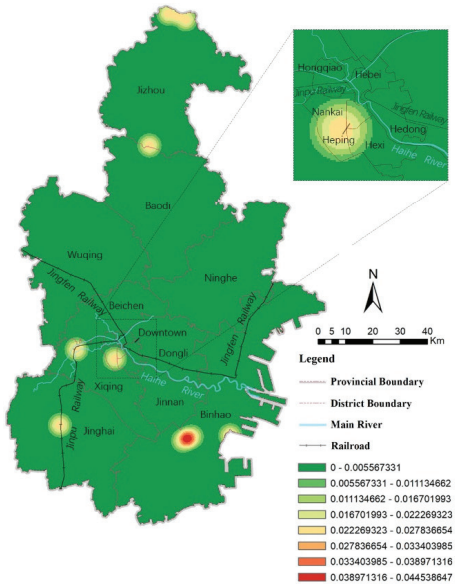 Jizhou
Baodi
Wuqing
Ninghe
Jingfen Railway
Beichen
Downtown
Dongli
Jingfen Railway
Xiqing
Haihe River
Jinnan
Binhao
Jinpu Railway
Jinghai
Hongqiao
Hebei
Jinpu Railway
Jingfen Railway
Nankai
Heping
Hedong
Hexi
Haihe River
N
0 5 10 20 30 40
Km
Legend
Provincial Boundary
District Boundary
Main River
Railroad
0 - 0.005567331
0.005567331 - 0.011134662
0.011134662 - 0.016701993
0.016701993 - 0.022269323
0.022269323 - 0.027836654
0.027836654 - 0.033403985
0.033403985 - 0.038971316
0.038971316 - 0.044538647